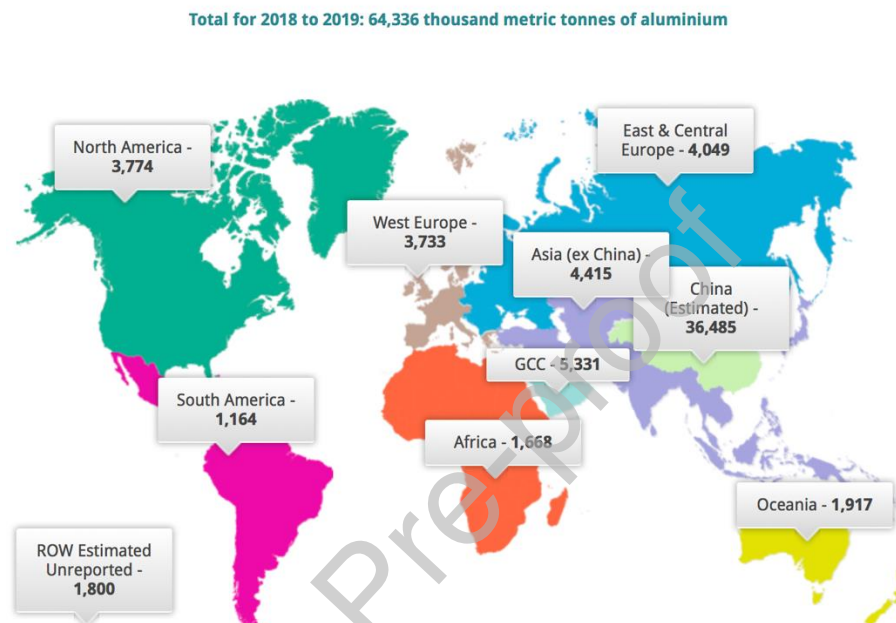 Total for 2018 to 2019: 64,336 thousand metric tonnes of aluminium
North America -
3,774
East & Central
Europe - 4,049
West Europe -
3,733
Asia (ex China) -
4,415
China
(Estimated) -
36,485
GCC - 5,331
South America -
1,164
Africa - 1,668
Oceania - 1,917
ROW Estimated
Unreported -
1,800
Pre-proof